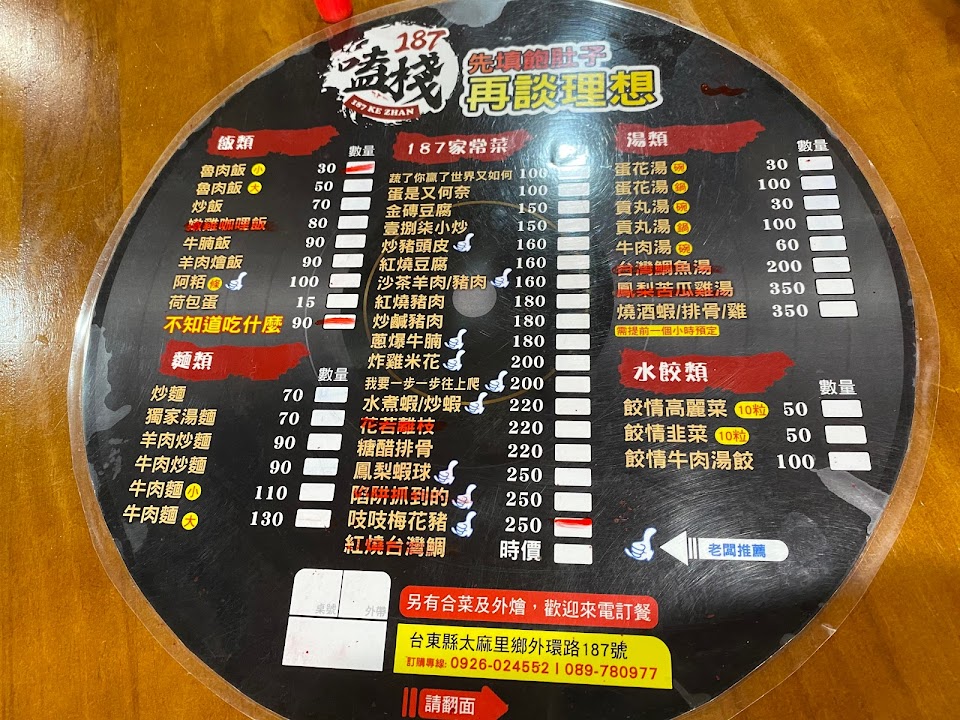 187
嗑棧
187 KE ZHAN
先填飽肚子
再談理想
飯類
數量
魯肉飯 小 30
魯肉飯 大 50
炒飯 70
嫩雞咖哩飯 80
牛腩飯 90
羊肉燴飯 90
阿粨 100
荷包蛋 15
不知道吃什麼 90
麵類
數量
炒麵 70
獨家湯麵 70
羊肉炒麵 90
牛肉炒麵 90
牛肉麵 小 110
牛肉麵 大 130
187家常菜
數量
蔬了你贏了世界又如何 100
蛋是又何奈 100
金磚豆腐 150
壹捌柒小炒 150
炒豬頭皮 160
紅燒豆腐 160
沙茶羊肉/豬肉 160
紅燒豬肉 180
炒鹹豬肉 180
蔥爆牛腩 180
炸雞米花 200
我要一步一步往上爬 200
水煮蝦/炒蝦 220
花若離枝 220
糖醋排骨 220
鳳梨蝦球 250
陷阱抓到的 250
吱吱梅花豬 250
紅燒台灣鯛 時價
湯類
數量
蛋花湯 碗 30
蛋花湯 鍋 100
貢丸湯 碗 30
貢丸湯 鍋 100
牛肉湯 碗 60
台灣鯛魚湯 200
鳳梨苦瓜雞湯 350
燒酒蝦/排骨/雞 350
需提前一個小時預定
水餃類
數量
餃情高麗菜 10粒 50
餃情韭菜 10粒 50
餃情牛肉湯餃 100
老闆推薦
桌號
外帶
另有合菜及外燴，歡迎來電訂餐
台東縣太麻里鄉外環路187號
訂購專線: 0926-024552 | 089-780977
請翻面